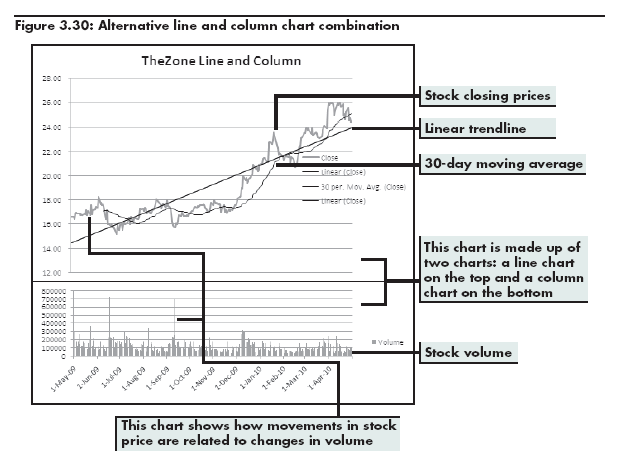 Figure 3.30: Alternative line and column chart combination
TheZone Line and Column
28.00
26.00
24.00
22.00
20.00
18.00
16.00
14.00
12.00
Close
Linear (Close)
30 per. Mov. Avg. (Close)
Linear (Close)
800000
700000
600000
500000
400000
300000
200000
100000
0
Volume
1-May-09
1-Jun-09
1-Jul-09
1-Aug-09
1-Sep-09
1-Oct-09
1-Nov-09
1-Dec-09
1-Jan-10
1-Feb-10
1-Mar-10
1-Apr-10
Stock closing prices
Linear trendline
30-day moving average
This chart is made up of
two charts: a line chart
on the top and a column
chart on the bottom
Stock volume
This chart shows how movements in stock
price are related to changes in volume